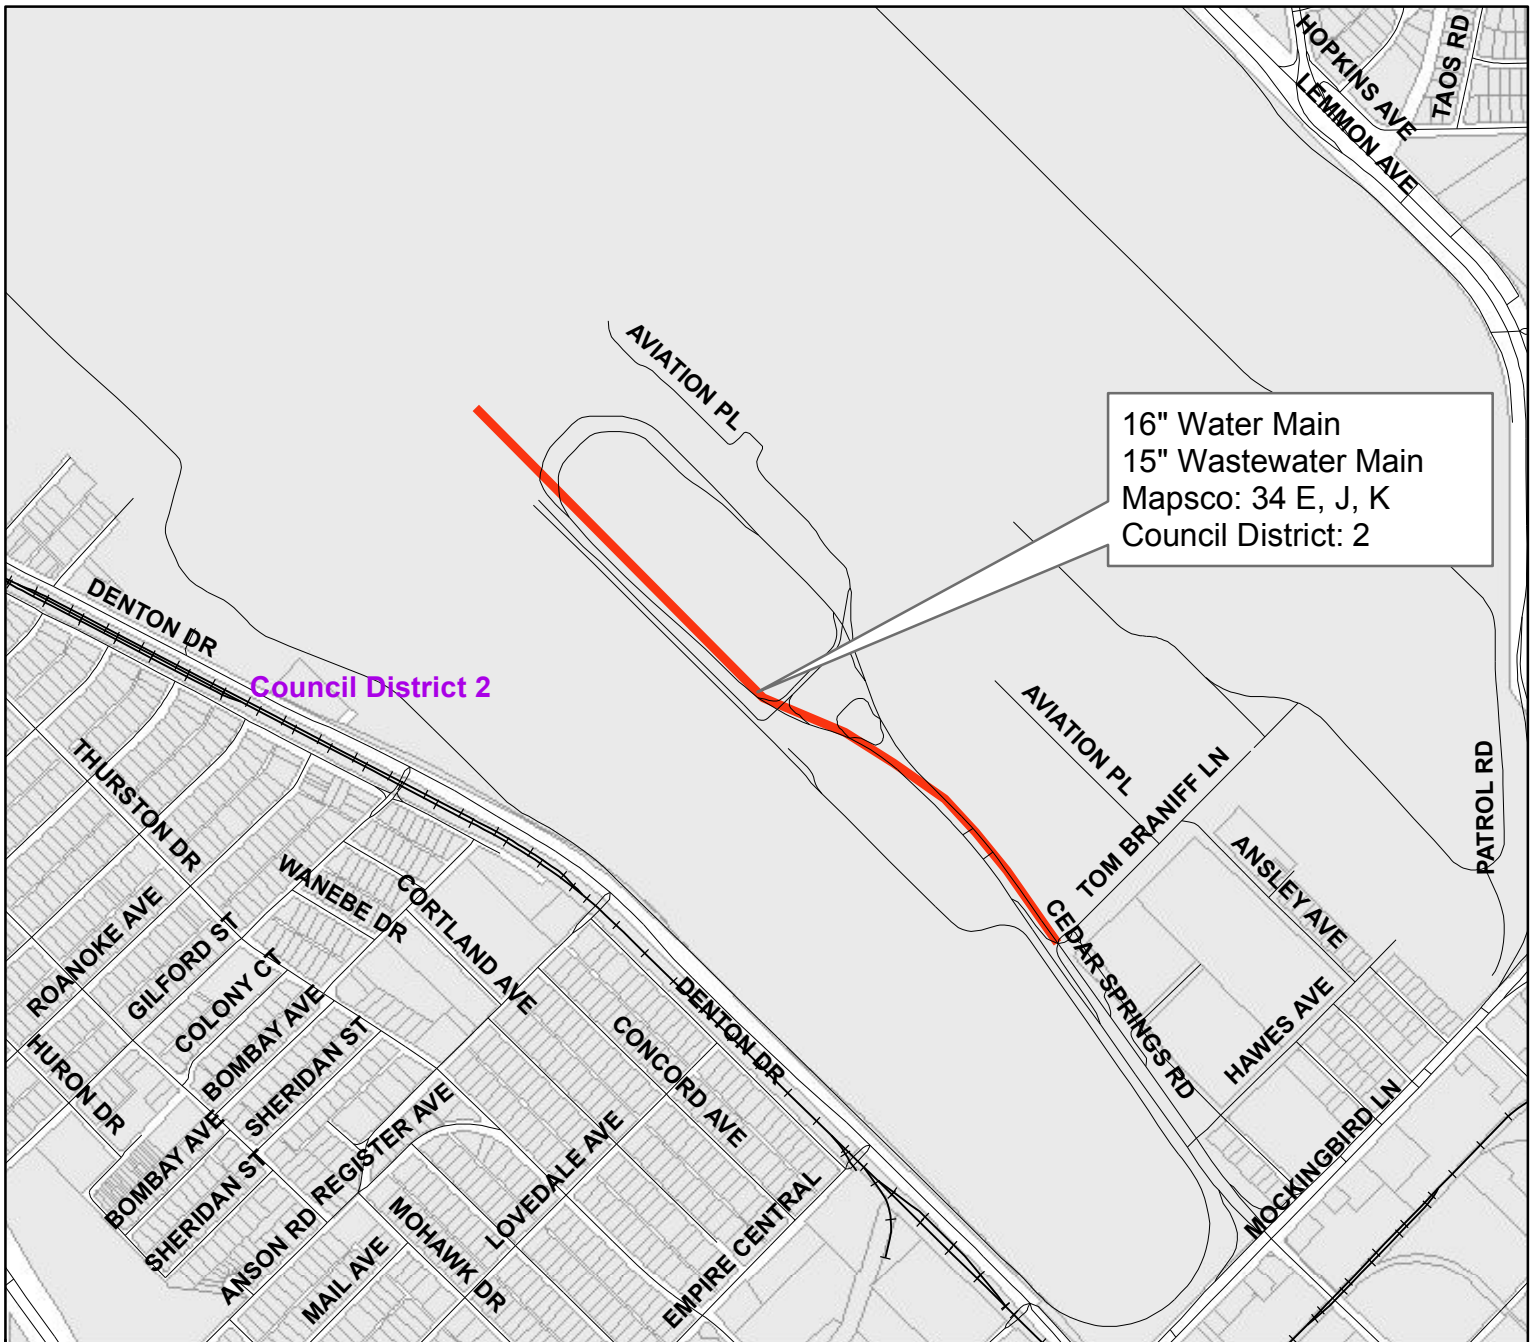 HOPKINS AVE
TAOS RD
LEMMON AVE
AVIATION PL
16" Water Main
15" Wastewater Main
Mapsco: 34 E, J, K
Council District: 2
DENTON DR
Council District 2
AVIATION PL
TOM BRANIFF LN
PATROL RD
THURSTON DR
WANEBE DR
CORTLAND AVE
ANSLEY AVE
CEDAR SPRINGS RD
ROANOKE AVE
GILFORD ST
COLONY CT
BOMBAY AVE
SHERIDAN ST
DENTON DR
CONCORD AVE
HAWES AVE
HURON DR
BOMBAY AVE
SHERIDAN ST
REGISTER AVE
ANSON RD
LOVEDALE AVE
MOHAWK DR
MAIL AVE
EMPIRE CENTRAL
MOCKINGBIRD LN